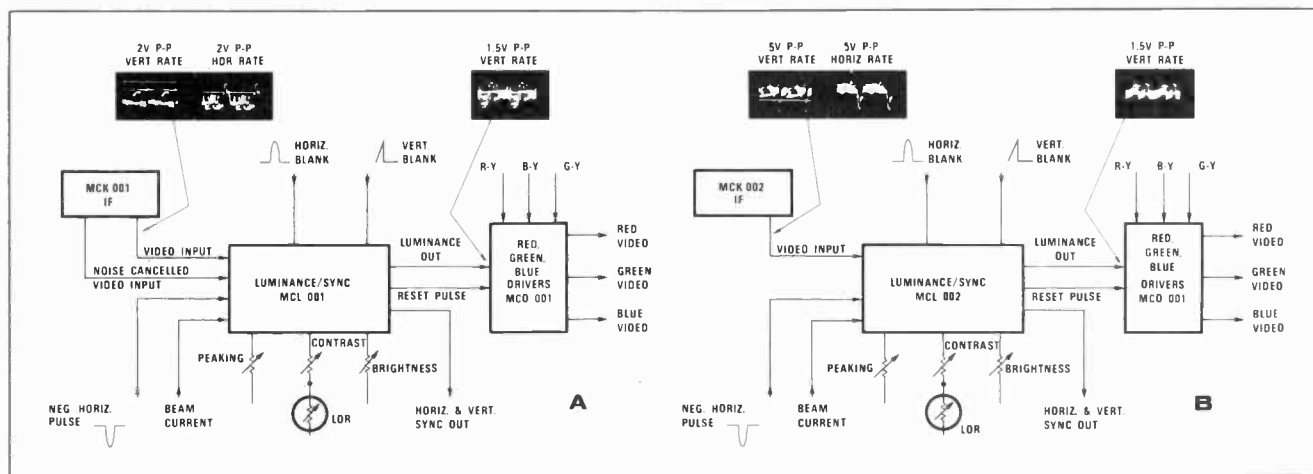 2V P-P
VERT RATE
2V P-P
HOR RATE
1.5V P-P
VERT RATE
HORIZ.
BLANK
VERT.
BLANK
MCK 001
IF
R-Y
B-Y
G-Y
VIDEO INPUT
NOISE CANCELLED
VIDEO INPUT
LUMINANCE/SYNC
MCL 001
LUMINANCE
OUT
RESET PULSE
RED,
GREEN,
BLUE
DRIVERS
MCO 001
RED
VIDEO
GREEN
VIDEO
BLUE
VIDEO
PEAKING
CONTRAST
BRIGHTNESS
NEG. HORIZ.
PULSE
BEAM
CURRENT
LDR
HORIZ. & VERT.
SYNC OUT
A
5V P-P
VERT RATE
5V P-P
HORIZ RATE
1.5V P-P
VERT RATE
HORIZ.
BLANK
VERT.
BLANK
MCK 002
IF
R-Y
B-Y
G-Y
VIDEO INPUT
LUMINANCE/SYNC
MCL 002
LUMINANCE
OUT
RESET PULSE
RED,
GREEN,
BLUE
DRIVERS
MCO 001
RED
VIDEO
GREEN
VIDEO
BLUE
VIDEO
PEAKING
CONTRAST
BRIGHTNESS
NEG. HORIZ.
PULSE
BEAM
CURRENT
LDR
HORIZ. & VERT.
SYNC OUT
B